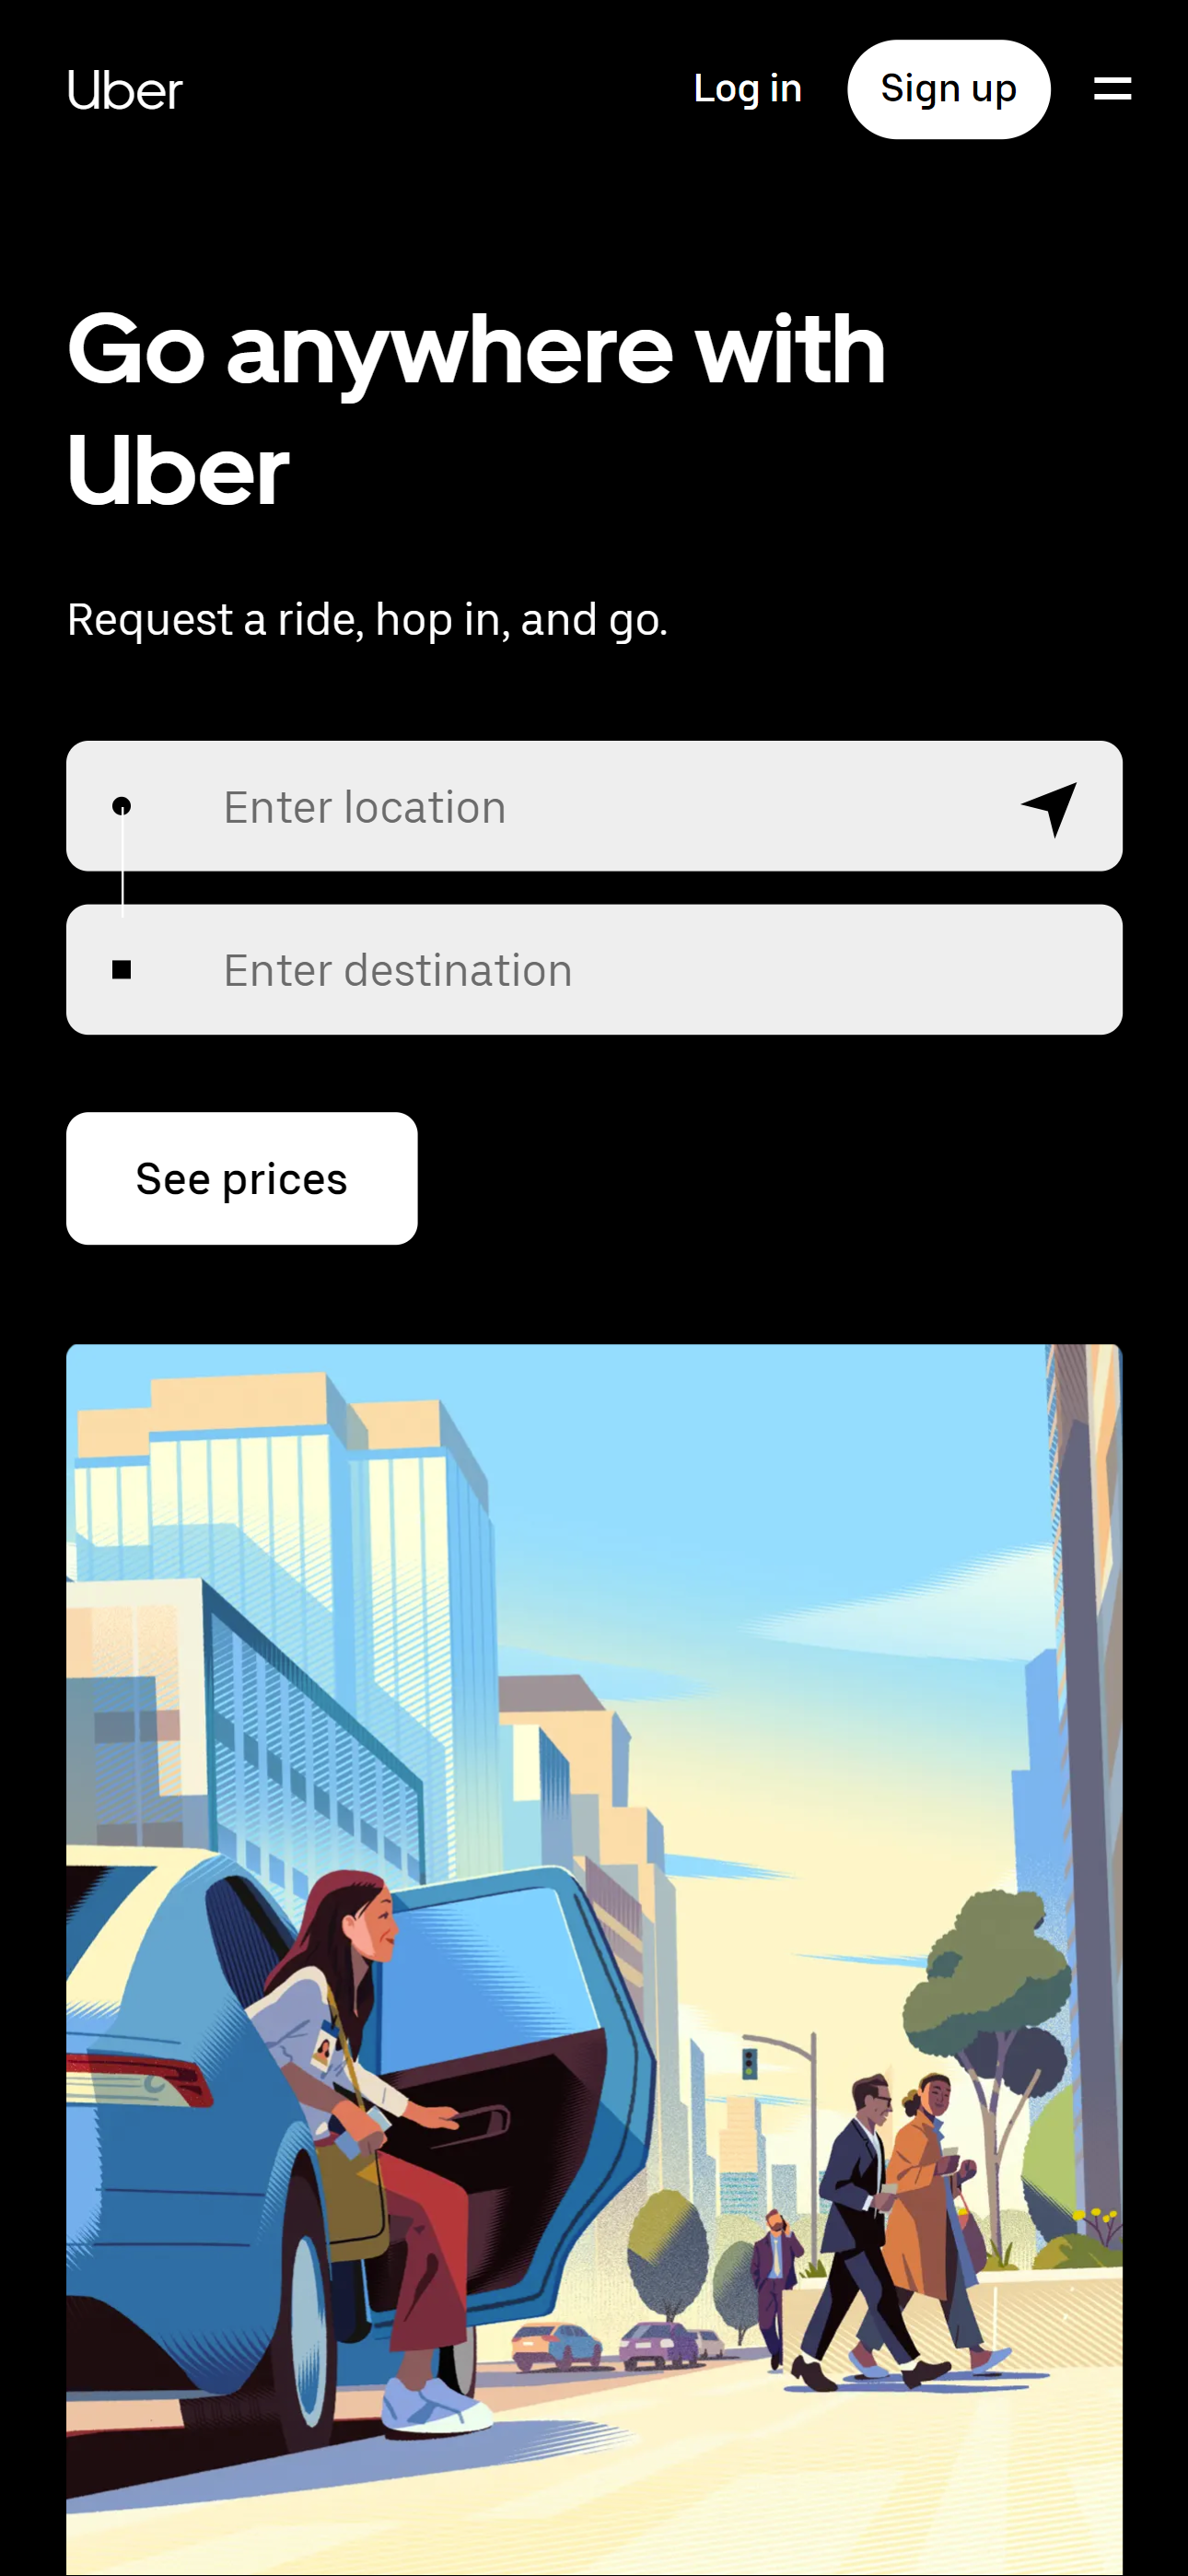 Uber
Log in
Sign up
Go anywhere with
Uber
Request a ride, hop in, and go.
Enter location
Enter destination
See prices